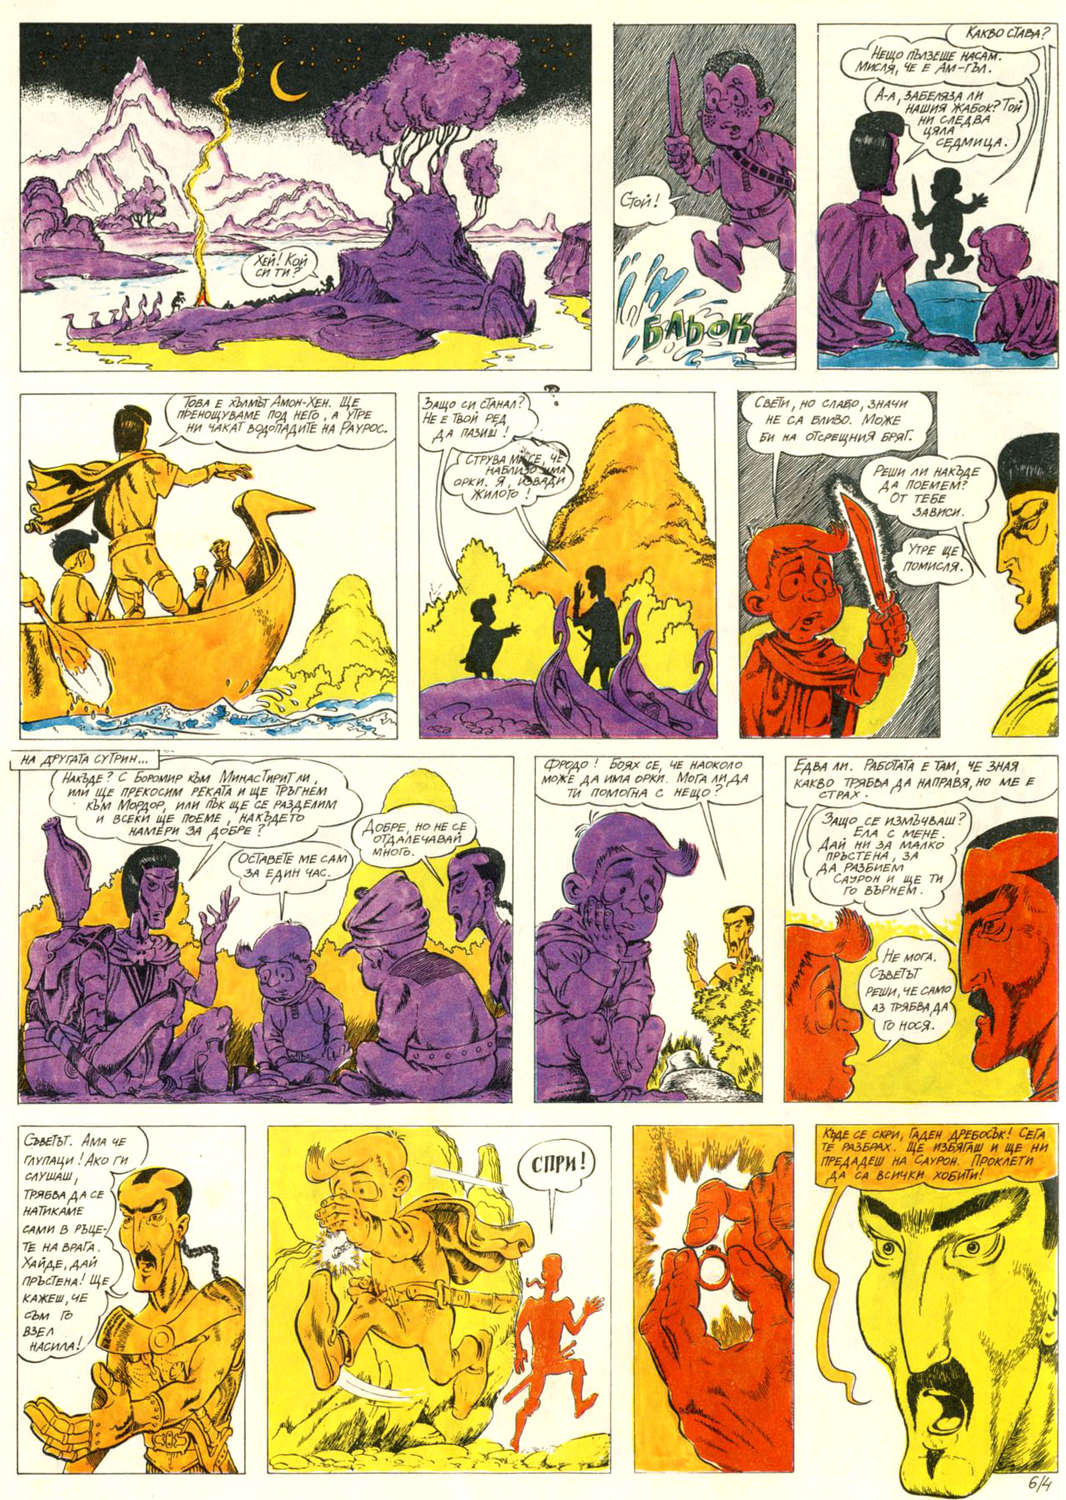 ХЕЙ! КОЙ
СИ ТИ?
СТОЙ!
БЛЬОК
КАКВО СТАВА?
НЕЩО ПЪЛЗЕШЕ НАСАМ.
МИСЛЯ, ЧЕ Е АМ-ГЪЛ.
А-А, ЗАБЕЛЯЗА ЛИ
НАШИЯ ЖАБОК? ТОЙ
НИ СЛЕДВА
ЦЯЛА
СЕДМИЦА.
ТОВА Е ХЪЛМЪТ АМОН-ХЕН. ЩЕ
ПРЕНОЩУВАМЕ ПОД НЕГО, А УТРЕ
НИ ЧАКАТ ВОДОПАДИТЕ НА РАУРОС.
ЗАЩО СИ СТАНАЛ?
НЕ Е ТВОЙ РЕД
ДА ПАЗИШ!
СТРУВА МИ СЕ, ЧЕ
НАБЛИЗО ИМА
ОРКИ. Я, ИЗВАДИ
ЖИЛОТО!
СВЕТИ, НО СЛАБО, ЗНАЧИ
НЕ СА БЛИЗО. МОЖЕ
БИ НА ОТСРЕЩНИЯ БРЯГ.
РЕШИ ЛИ НАКЪДЕ
ДА ПОЕМЕМ?
ОТ ТЕБЕ
ЗАВИСИ.
УТРЕ ЩЕ
ПОМИСЛЯ.
НА ДРУГАТА СУТРИН...
НАКЪДЕ? С БОРОМИР КЪМ МИНАСТИРИТ ЛИ,
ИЛИ ЩЕ ПРЕКОСИМ РЕКАТА И ЩЕ ТРЪГНЕМ
КЪМ МОРДОР, ИЛИ ПЪК ЩЕ СЕ РАЗДЕЛИМ
И ВСЕКИ ЩЕ ПОЕМЕ, НАКЪДЕТО
НАМЕРИ ЗА ДОБРЕ?
ОСТАВЕТЕ МЕ САМ
ЗА ЕДИН ЧАС.
ДОБРЕ, НО НЕ СЕ
ОТДАЛЕЧАВАЙ
МНОГО.
ФРОДО! БОЯХ СЕ, ЧЕ НАОКОЛО
МОЖЕ ДА ИМА ОРКИ. МОГА ЛИ ДА
ТИ ПОМОГНА С НЕЩО?
ЕДВА ЛИ. РАБОТАТА Е ТАМ, ЧЕ ЗНАЯ
КАКВО ТРЯБВА ДА НАПРАВЯ, НО МЕ Е
СТРАХ.
ЗАЩО СЕ ИЗМЪЧВАШ?
ЕЛА С МЕНЕ.
ДАЙ НИ ЗА МАЛКО
ПРЪСТЕНА, ЗА
ДА РАЗБИЕМ
САУРОН И ЩЕ ТИ
ГО ВЪРНЕМ.
НЕ МОГА.
СЪВЕТЪТ
РЕШИ, ЧЕ САМО
АЗ ТРЯБВА ДА
ГО НОСЯ.
СЪВЕТЪТ. АМА ЧЕ
ГЛУПАЦИ! АКО ГИ
СЛУШАШ,
ТРЯБВА ДА СЕ
НАТИКАМЕ
САМИ В РЪЦЕ-
ТЕ НА ВРАГА.
ХАЙДЕ, ДАЙ
ПРЪСТЕНА! ЩЕ
КАЖЕШ, ЧЕ
СЪМ ГО
ВЗЕЛ
НАСИЛА!
СПРИ!
КЪДЕ СЕ СКРИ, ГАДЕН ДРЕБОСЪК! СЕГА
ТЕ РАЗБРАХ. ЩЕ ИЗБЯГАШ И ЩЕ НИ
ПРЕДАДЕШ НА САУРОН. ПРОКЛЕТИ
ДА СА ВСИЧКИ ХОБИТИ!
6/4